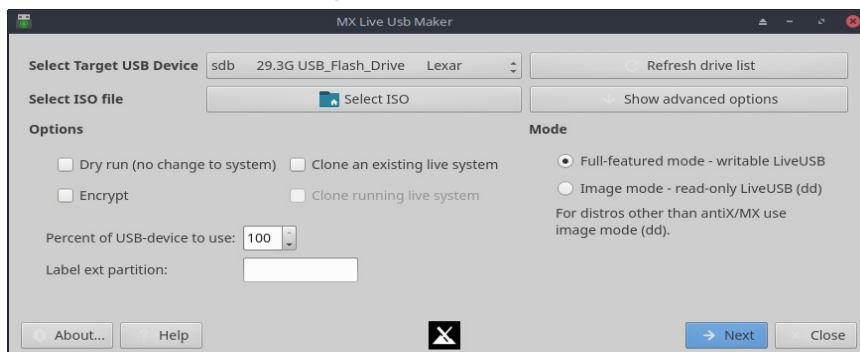 MX Live Usb Maker
Select Target USB Device sdb 29.3G USB_Flash_Drive Lexar Refresh drive list
Select ISO file Select ISO Show advanced options
Options Mode
Dry run (no change to system) Clone an existing live system Full-featured mode - writable LiveUSB
Encrypt Clone running live system Image mode - read-only LiveUSB (dd)
For distros other than antiX/MX use
image mode (dd).
Percent of USB-device to use: 100
Label ext partition:
About... Help Next Close